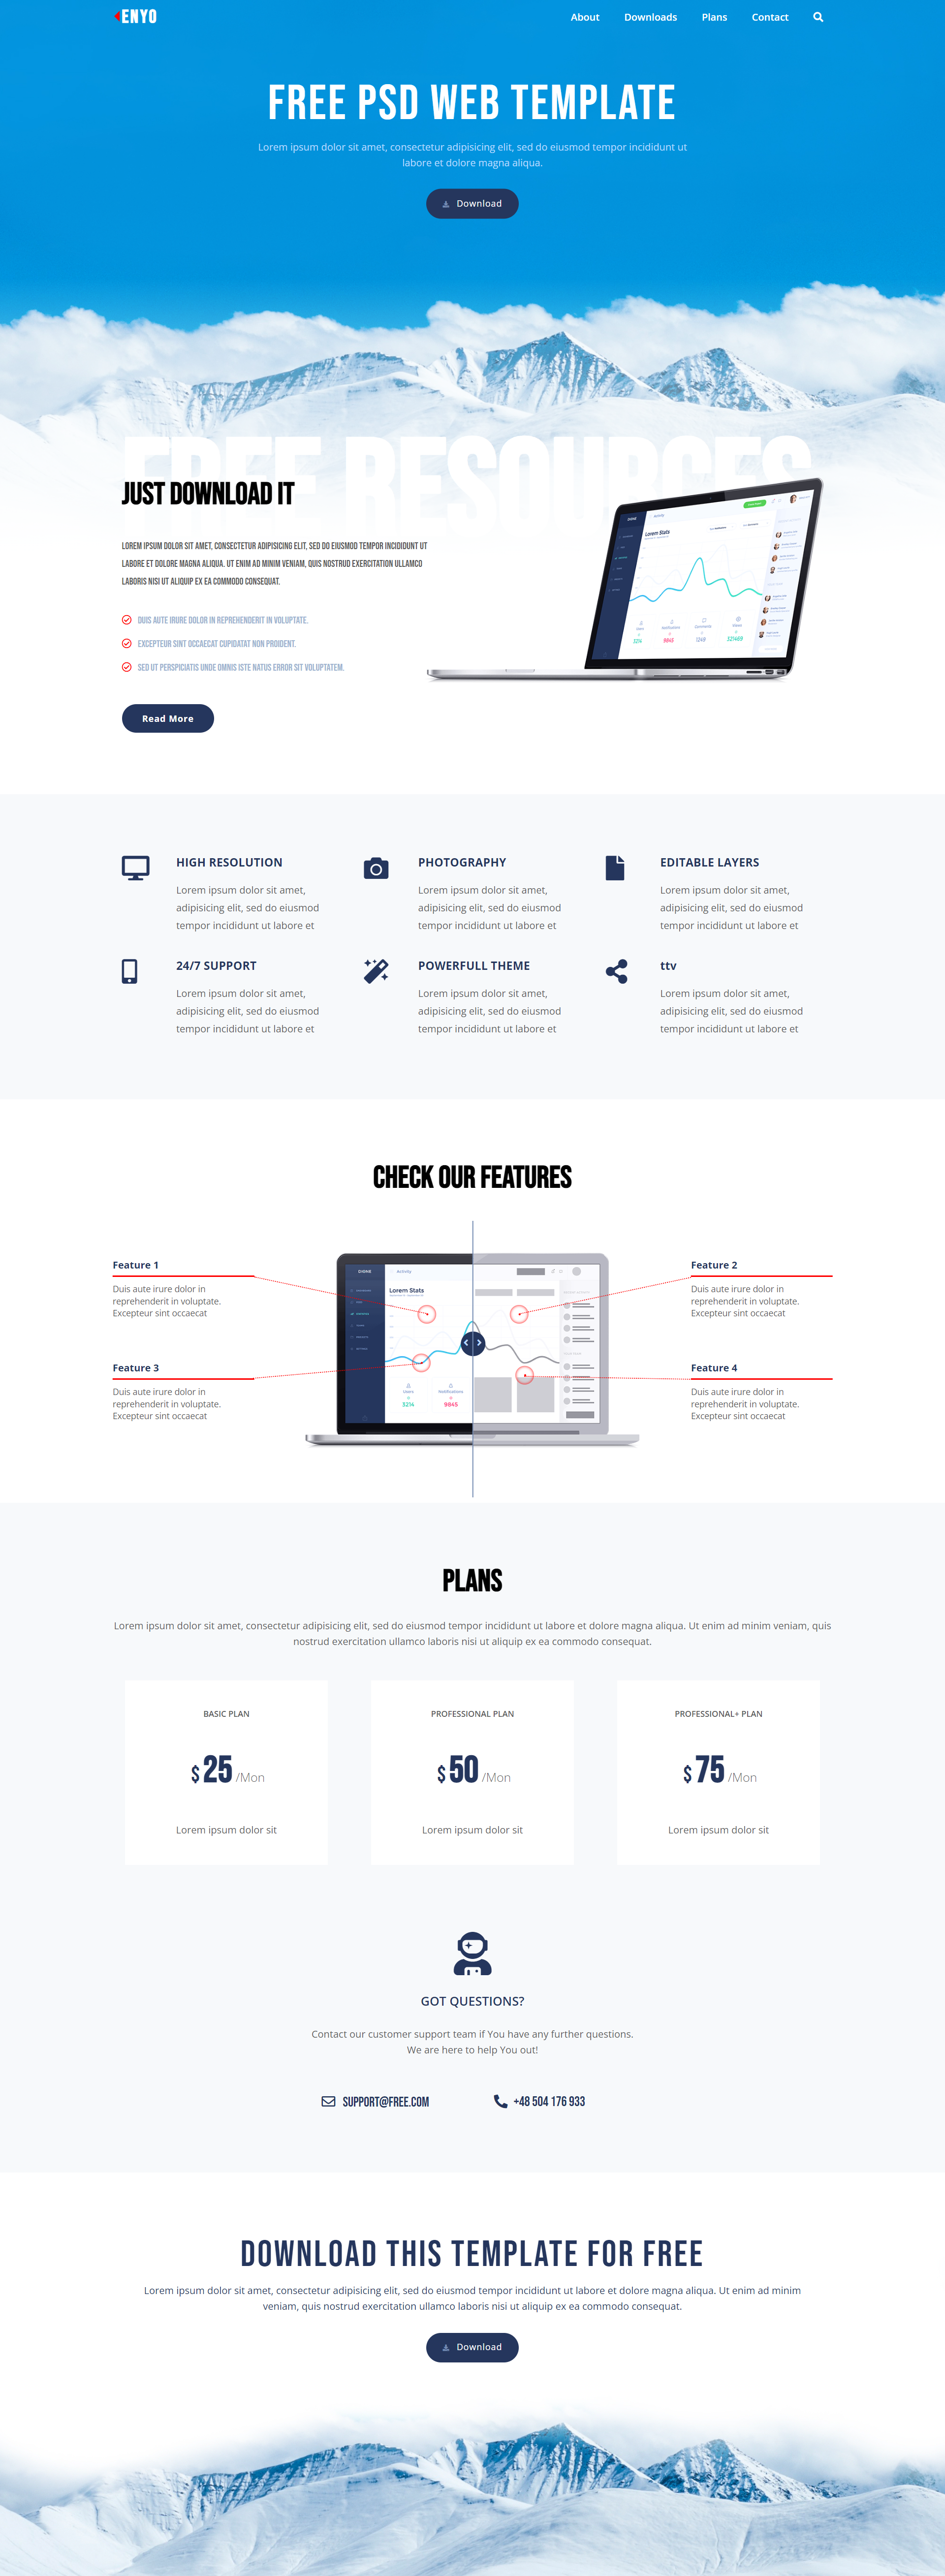 ENYO
About Downloads Plans Contact
FREE PSD WEB TEMPLATE
Lorem ipsum dolor sit amet, consectetur adipisicing elit, sed do eiusmod tempor incididunt ut
labore et dolore magna aliqua.
Download
FREE RESOURCES
JUST DOWNLOAD IT
LOREM IPSUM DOLOR SIT AMET, CONSECTETUR ADIPISICING ELIT, SED DO EIUSMOD TEMPOR INCIDIDUNT UT
LABORE ET DOLORE MAGNA ALIQUA. UT ENIM AD MINIM VENIAM, QUIS NOSTRUD EXERCITATION ULLAMCO
LABORIS NISI UT ALIQUIP EX EA COMMODO CONSEQUAT.
DUIS AUTE IRURE DOLOR IN REPREHENDERIT IN VOLUPTATE.
EXCEPTEUR SINT OCCAECAT CUPIDATAT NON PROIDENT.
SED UT PERSPICIATIS UNDE OMNIS ISTE NATUS ERROR SIT VOLUPTATEM.
Read More
Activity
Lorem Stats
Users Notifications Comments Views
3214 9845 1249 321489
HIGH RESOLUTION
Lorem ipsum dolor sit amet,
adipisicing elit, sed do eiusmod
tempor incididunt ut labore et
PHOTOGRAPHY
Lorem ipsum dolor sit amet,
adipisicing elit, sed do eiusmod
tempor incididunt ut labore et
EDITABLE LAYERS
Lorem ipsum dolor sit amet,
adipisicing elit, sed do eiusmod
tempor incididunt ut labore et
24/7 SUPPORT
Lorem ipsum dolor sit amet,
adipisicing elit, sed do eiusmod
tempor incididunt ut labore et
POWERFULL THEME
Lorem ipsum dolor sit amet,
adipisicing elit, sed do eiusmod
tempor incididunt ut labore et
ttv
Lorem ipsum dolor sit amet,
adipisicing elit, sed do eiusmod
tempor incididunt ut labore et
CHECK OUR FEATURES
Feature 1
Duis aute irure dolor in
reprehenderit in voluptate.
Excepteur sint occaecat
Feature 2
Duis aute irure dolor in
reprehenderit in voluptate.
Excepteur sint occaecat
Feature 3
Duis aute irure dolor in
reprehenderit in voluptate.
Excepteur sint occaecat
Feature 4
Duis aute irure dolor in
reprehenderit in voluptate.
Excepteur sint occaecat
Activity
Lorem Stats
Users Notifications
3214 9845
PLANS
Lorem ipsum dolor sit amet, consectetur adipisicing elit, sed do eiusmod tempor incididunt ut labore et dolore magna aliqua. Ut enim ad minim veniam, quis
nostrud exercitation ullamco laboris nisi ut aliquip ex ea commodo consequat.
BASIC PLAN
$ 25 /Mon
Lorem ipsum dolor sit
PROFESSIONAL PLAN
$ 50 /Mon
Lorem ipsum dolor sit
PROFESSIONAL+ PLAN
$ 75 /Mon
Lorem ipsum dolor sit
GOT QUESTIONS?
Contact our customer support team if You have any further questions.
We are here to help You out!
SUPPORT@FREE.COM
+48 504 176 933
DOWNLOAD THIS TEMPLATE FOR FREE
Lorem ipsum dolor sit amet, consectetur adipisicing elit, sed do eiusmod tempor incididunt ut labore et dolore magna aliqua. Ut enim ad minim
veniam, quis nostrud exercitation ullamco laboris nisi ut aliquip ex ea commodo consequat.
Download